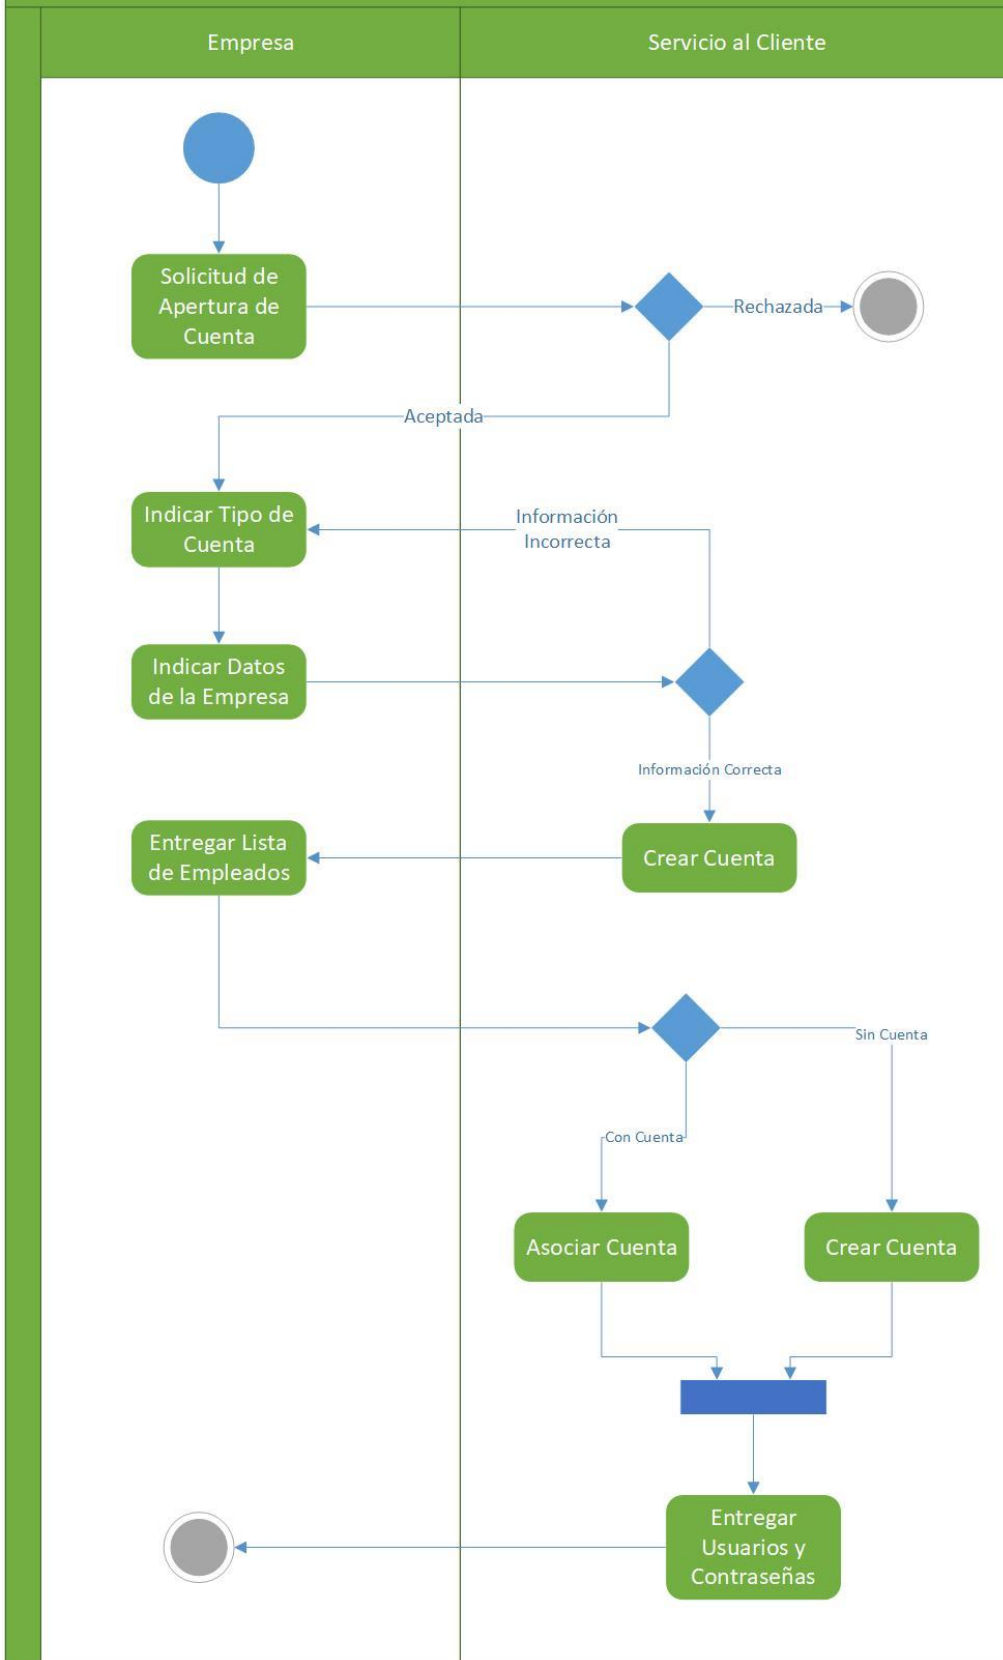 Empresa
Servicio al Cliente
Solicitud de
Apertura de
Cuenta
Rechazada
Aceptada
Indicar Tipo de
Cuenta
Información
Incorrecta
Indicar Datos
de la Empresa
Información Correcta
Entregar Lista
de Empleados
Crear Cuenta
Sin Cuenta
Con Cuenta
Asociar Cuenta
Crear Cuenta
Entregar
Usuarios y
Contraseñas